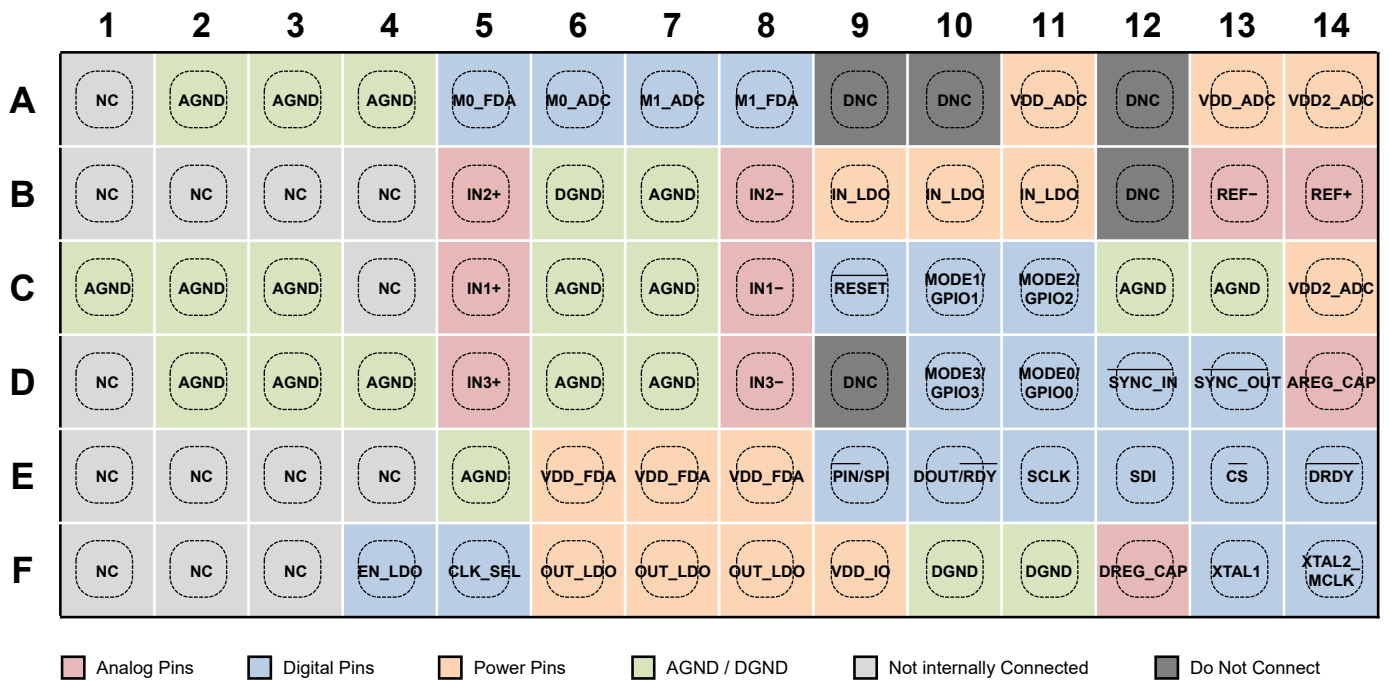 1 2 3 4 5 6 7 8 9 10 11 12 13 14
A NC AGND AGND AGND M0_FDA M0_ADC M1_ADC M1_FDA DNC DNC VDD_ADC DNC VDD_ADC VDD2_ADC
B NC NC NC NC IN2+ DGND AGND IN2− IN_LDO IN_LDO IN_LDO DNC REF− REF+
C AGND AGND AGND NC IN1+ AGND AGND IN1− RESET MODE1/ GPIO1 MODE2/ GPIO2 AGND AGND VDD2_ADC
D NC AGND AGND AGND IN3+ AGND AGND IN3− DNC MODE3/ GPIO3 MODE0/ GPIO0 SYNC_IN SYNC_OUT AREG_CAP
E NC NC NC NC AGND VDD_FDA VDD_FDA VDD_FDA PIN/SPI DOUT/RDY SCLK SDI CS DRDY
F NC NC NC EN_LDO CLK_SEL OUT_LDO OUT_LDO OUT_LDO VDD_IO DGND DGND DREG_CAP XTAL1 XTAL2_ MCLK
Analog Pins Digital Pins Power Pins AGND / DGND Not internally Connected Do Not Connect